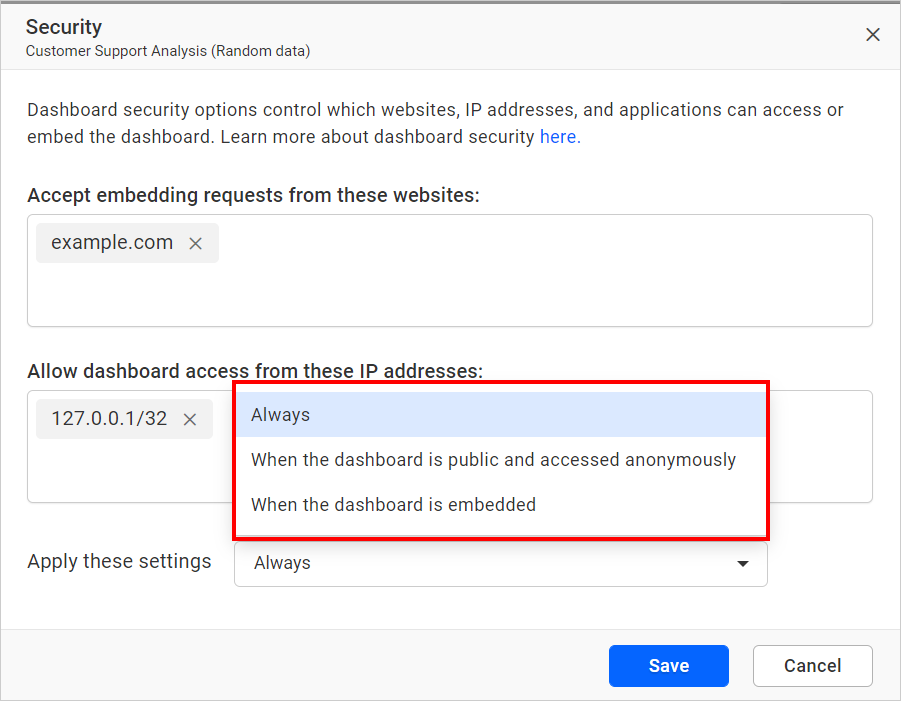 Security
Customer Support Analysis (Random data)
Dashboard security options control which websites, IP addresses, and applications can access or
embed the dashboard. Learn more about dashboard security here.
Accept embedding requests from these websites:
example.com
Allow dashboard access from these IP addresses:
127.0.0.1/32
Always
When the dashboard is public and accessed anonymously
When the dashboard is embedded
Apply these settings Always
Save Cancel